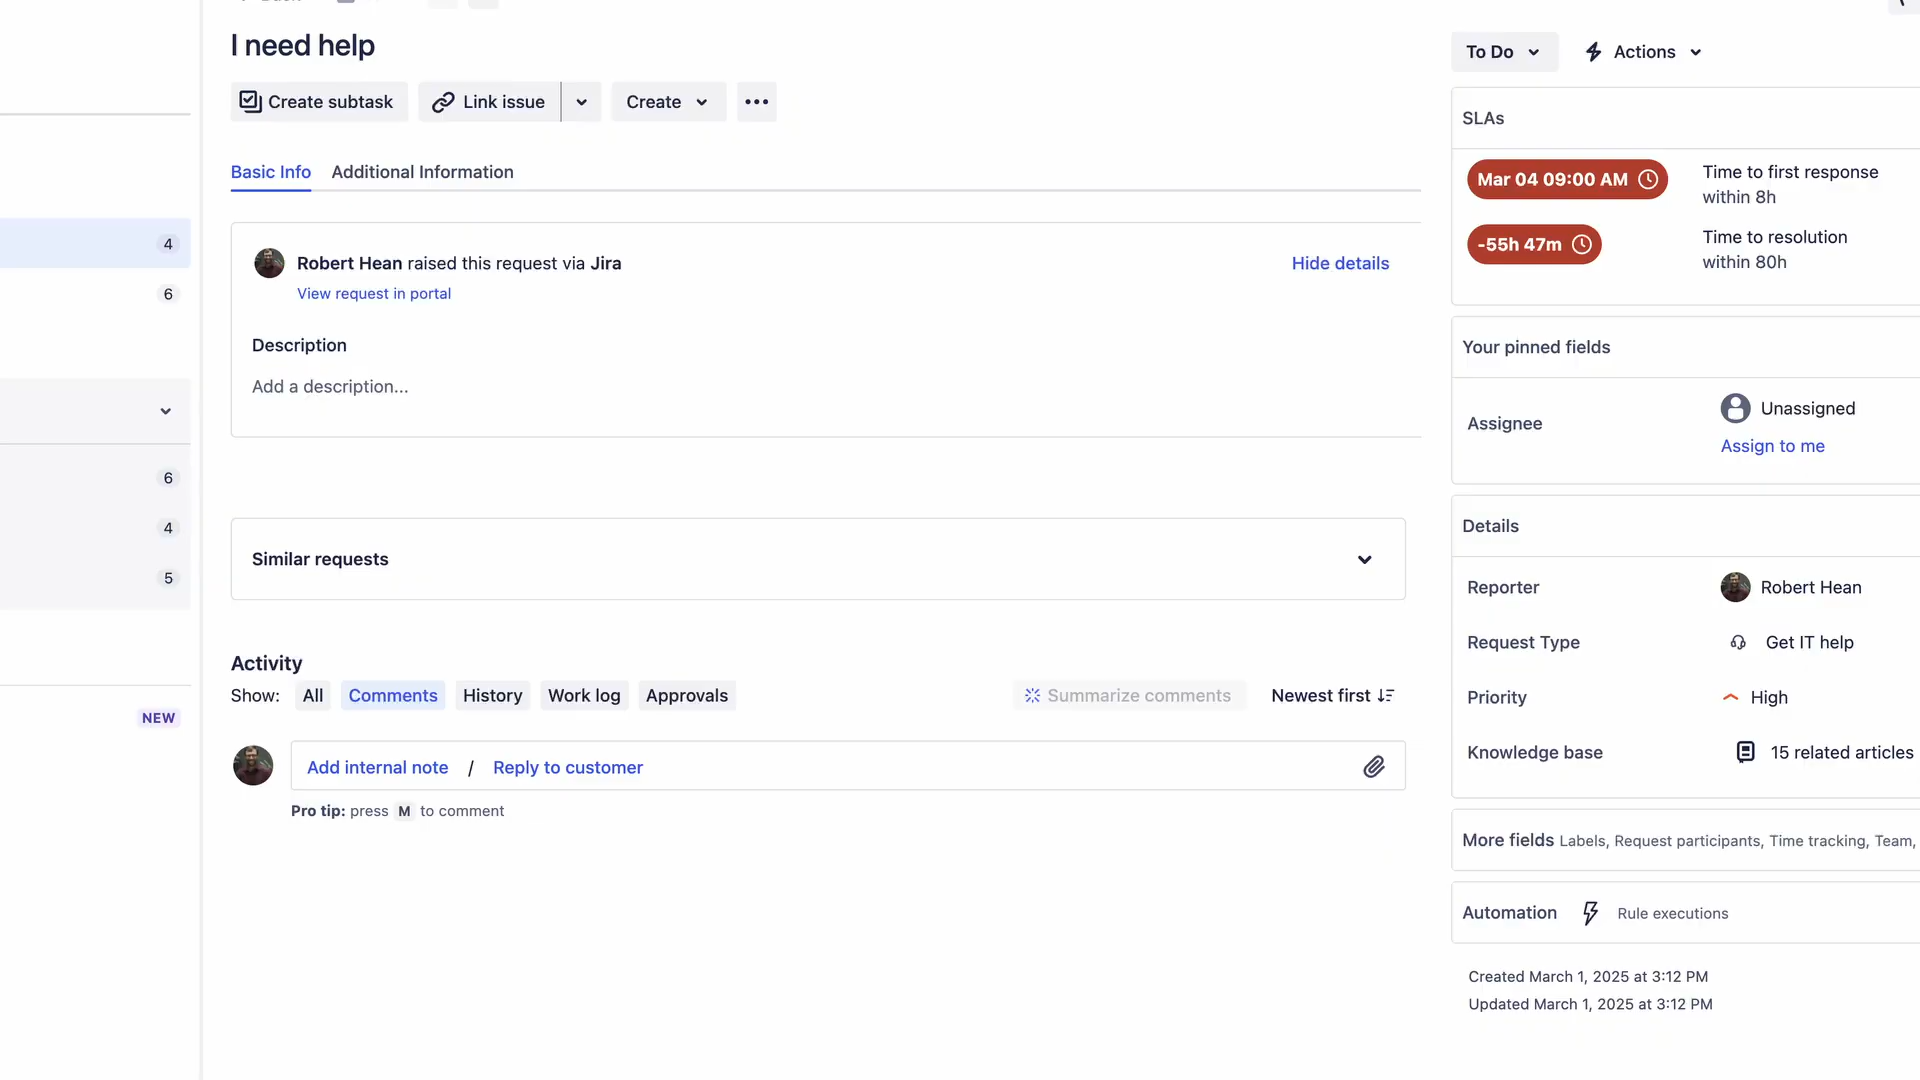 I need help
Create subtask
Link issue
Create
Basic Info
Additional Information
Robert Hean raised this request via Jira
Hide details
View request in portal
Description
Add a description...
Similar requests
Activity
Show: All Comments History Work log Approvals
Summarize comments
Newest first
Add internal note / Reply to customer
Pro tip: press M to comment
4
6
6
4
5
NEW
To Do
Actions
SLAs
Mar 04 09:00 AM
Time to first response
within 8h
-55h 47m
Time to resolution
within 80h
Your pinned fields
Assignee
Unassigned
Assign to me
Details
Reporter
Robert Hean
Request Type
Get IT help
Priority
High
Knowledge base
15 related articles
More fields Labels, Request participants, Time tracking, Team,
Automation
Rule executions
Created March 1, 2025 at 3:12 PM
Updated March 1, 2025 at 3:12 PM